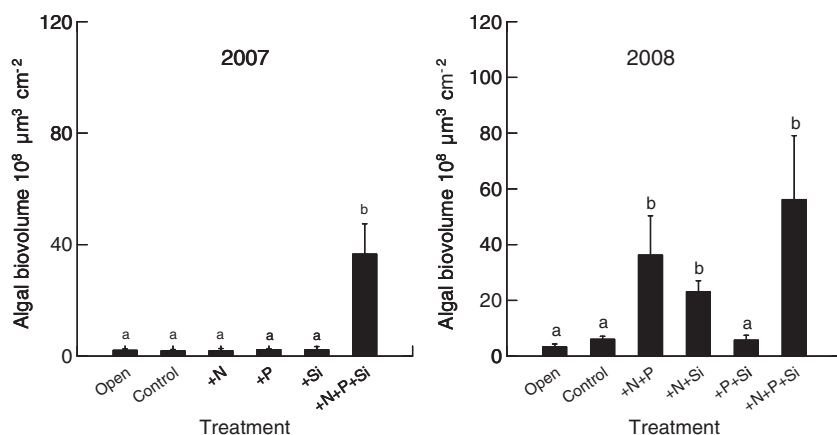 120
80
40
0
Algal biovolume 10⁸ µm³ cm⁻²
2007
a
a
a
a
a
b
Open
Control
+N
+P
+Si
+N+P+Si
Treatment
120
100
80
60
40
20
0
Algal biovolume 10⁸ µm³ cm⁻²
2008
a
a
b
b
a
b
Open
Control
+N+P
+N+Si
+P+Si
+N+P+Si
Treatment